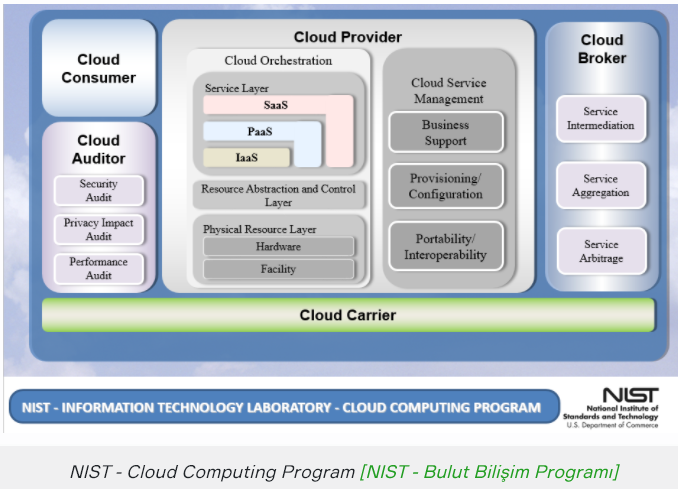 Cloud
Consumer
Cloud
Auditor
Security
Audit
Privacy Impact
Audit
Performance
Audit
Cloud Provider
Cloud Orchestration
Service Layer
SaaS
PaaS
IaaS
Resource Abstraction and Control
Layer
Physical Resource Layer
Hardware
Facility
Cloud Service
Management
Business
Support
Provisioning/
Configuration
Portability/
Interoperability
Cloud
Broker
Service
Intermediation
Service
Aggregation
Service
Arbitrage
Cloud Carrier
NIST - INFORMATION TECHNOLOGY LABORATORY - CLOUD COMPUTING PROGRAM
NIST
National Institute of
Standards and Technology
U.S. Department of Commerce
NIST - Cloud Computing Program [NIST - Bulut Bilişim Programı]